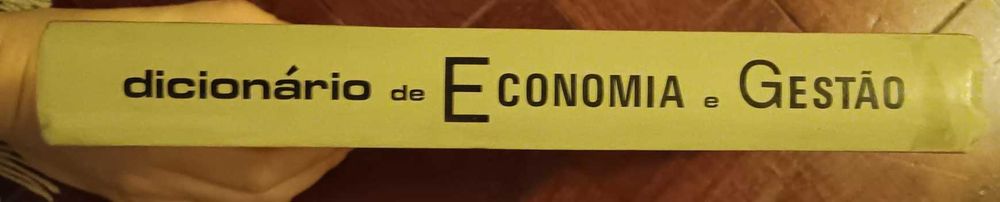 dicionário de ECONOMIA e GESTÃO